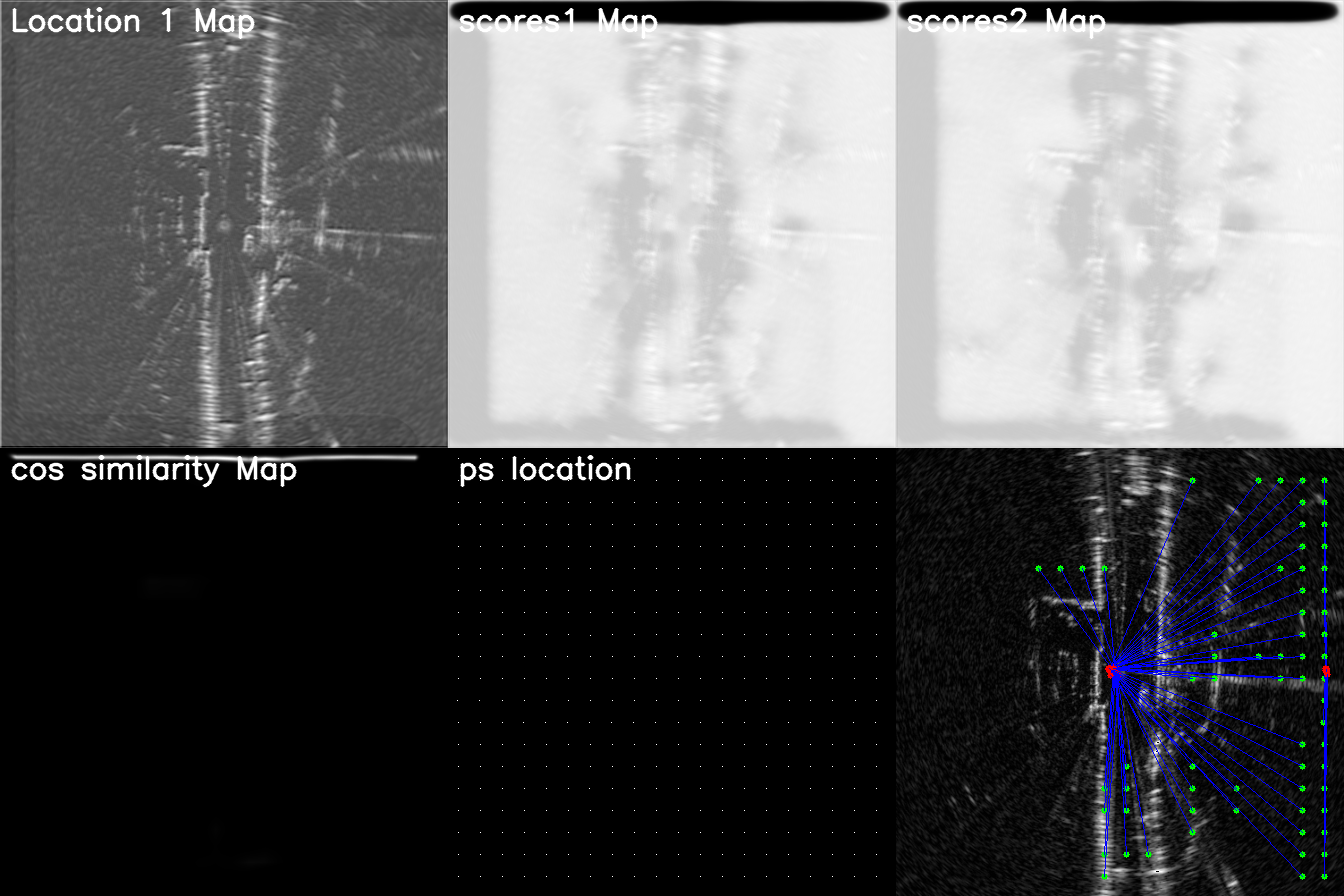 Location 1 Map
scores1 Map
scores2 Map
cos similarity Map
ps location